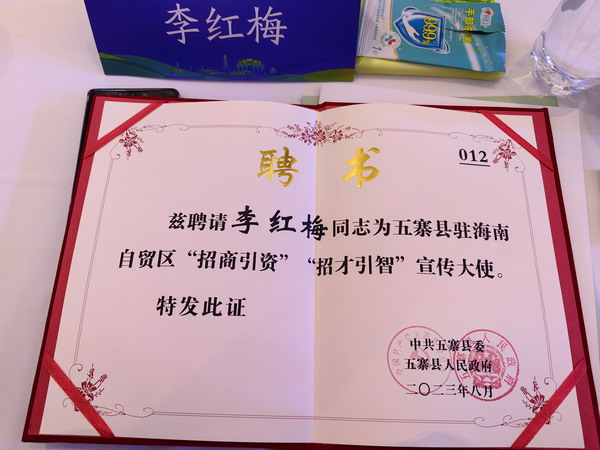 李红梅
99.9%
聘书
012
兹聘请李红梅同志为五寨县驻海南
自贸区“招商引资”“招才引智”宣传大使。
特发此证
中共五寨县委
五寨县人民政府
二〇二三年八月